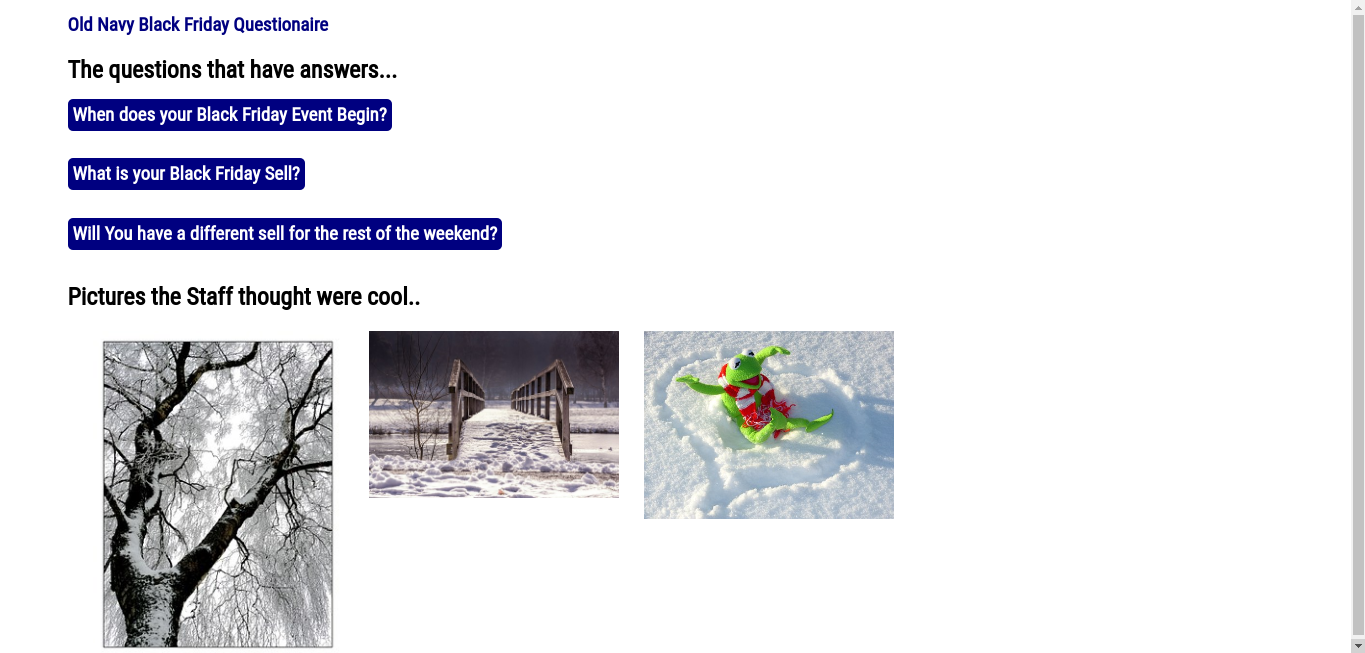 Old Navy Black Friday Questionaire
The questions that have answers...
When does your Black Friday Event Begin?
What is your Black Friday Sell?
Will You have a different sell for the rest of the weekend?
Pictures the Staff thought were cool..